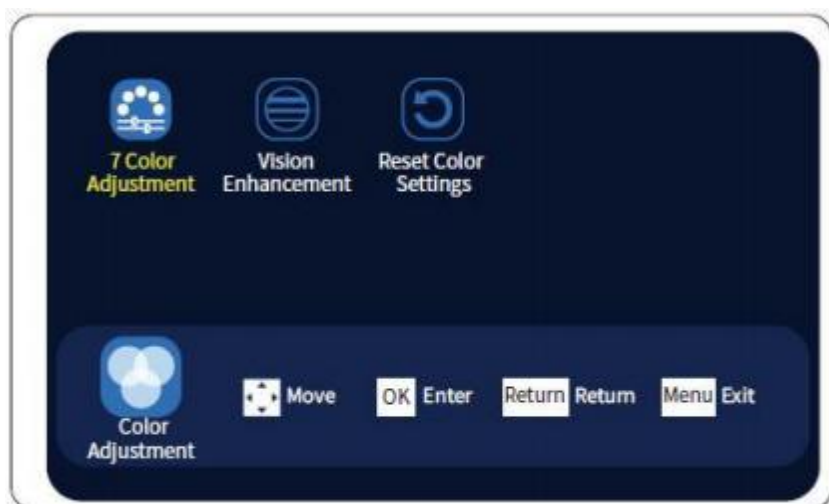 7 Color
Adjustment
Vision
Enhancement
Reset Color
Settings
Color
Adjustment
Move
OK Enter
Return Return
Menu Exit